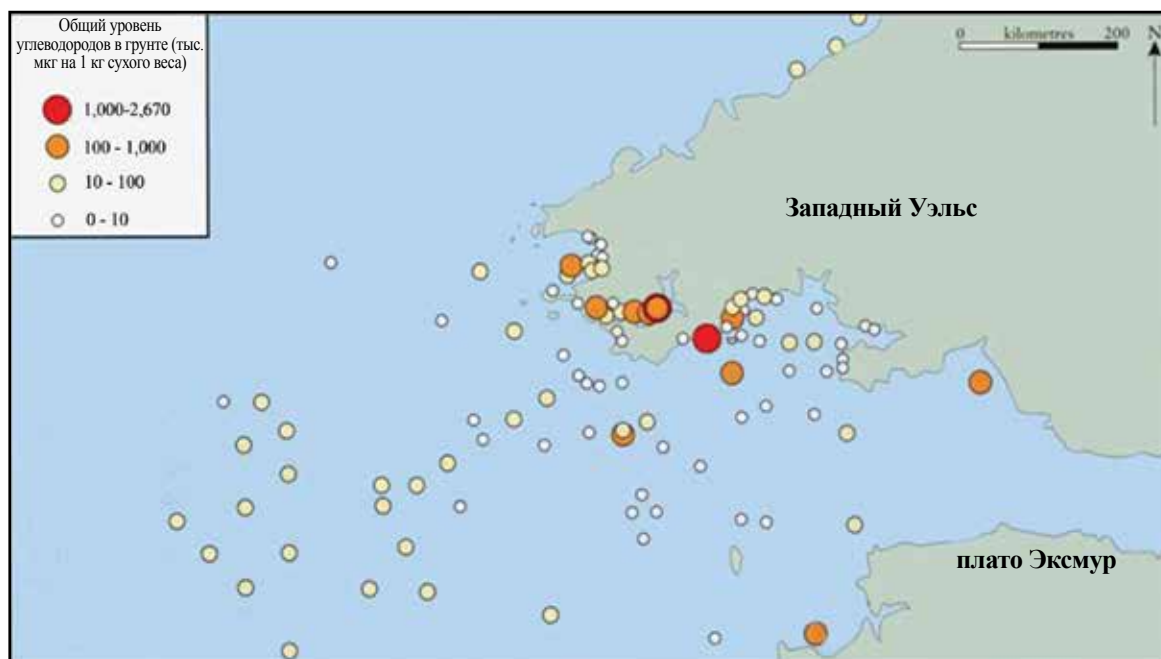 Общий уровень
углеводородов в грунте (тыс.
мкг на 1 кг сухого веса)
1,000-2,670
100 - 1,000
10 - 100
0 - 10
0 kilometres 200
N
Западный Уэльс
плато Эксмур